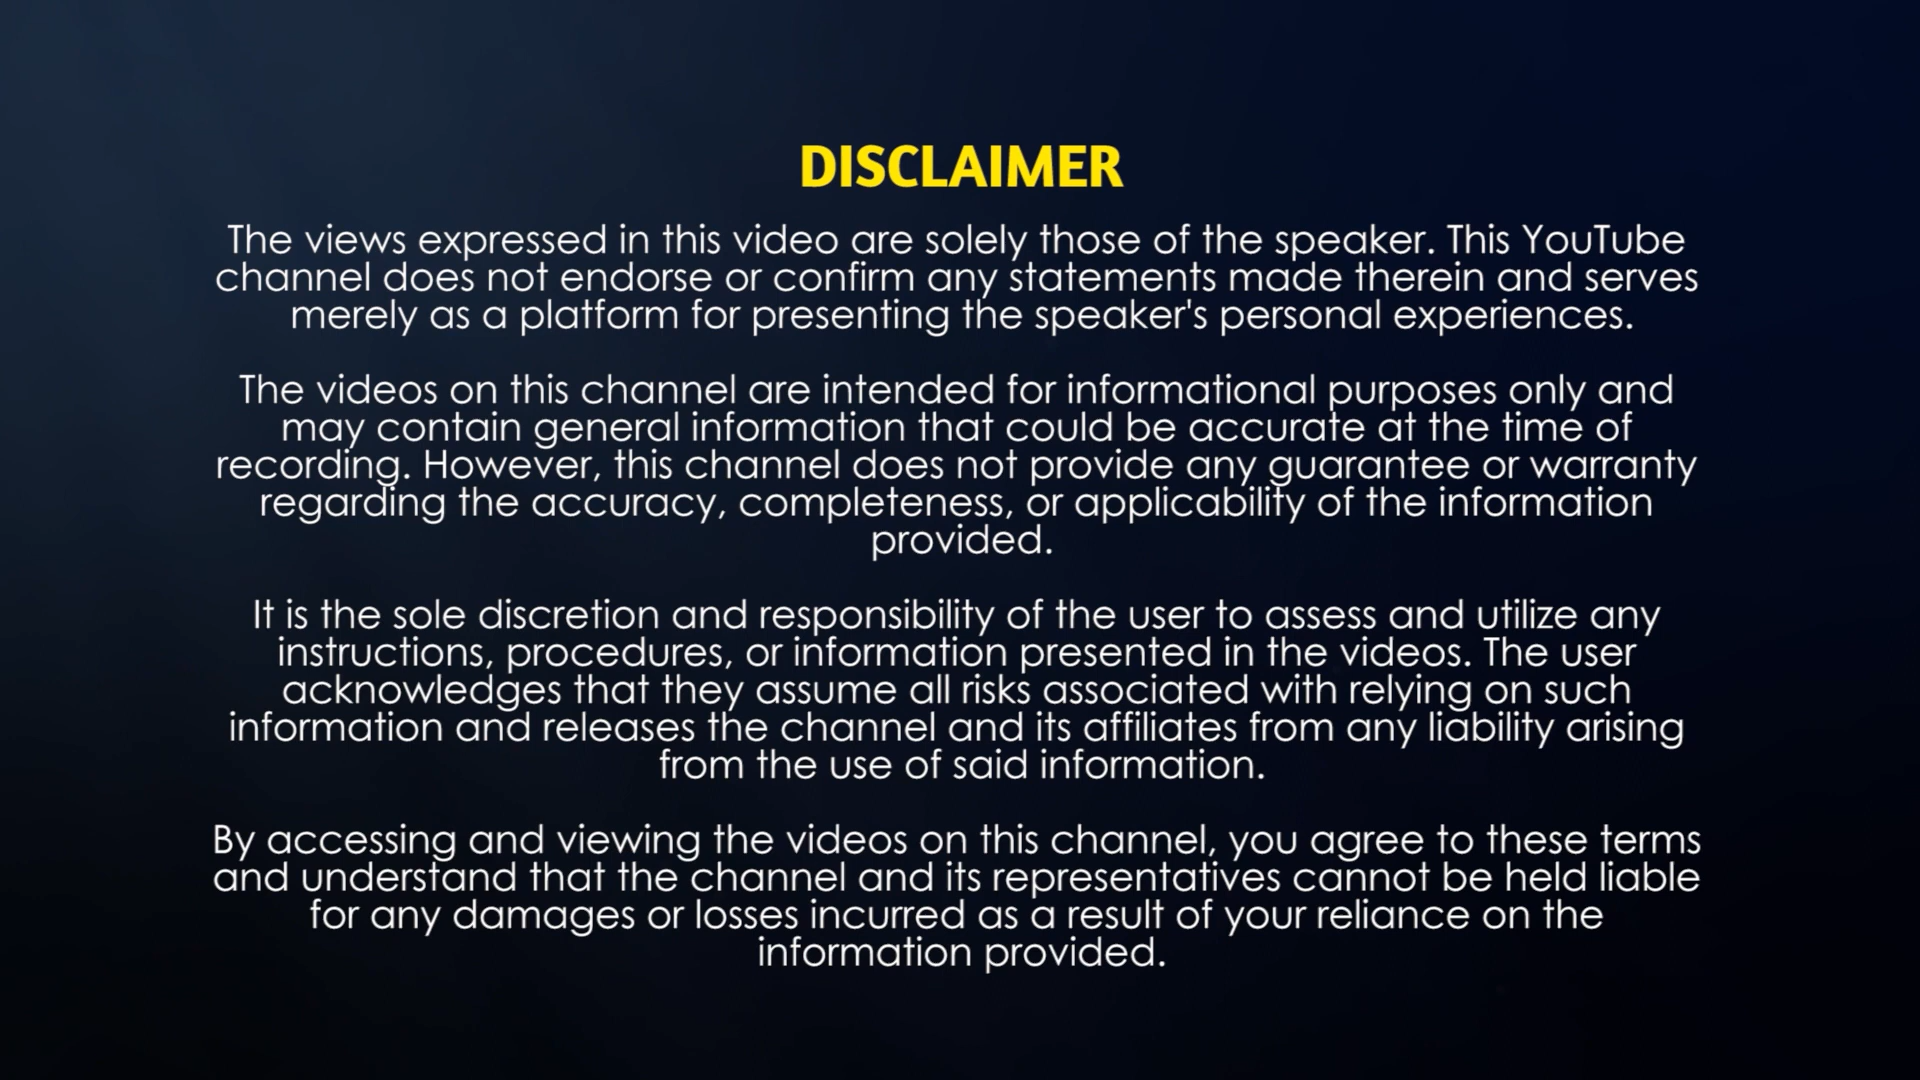 DISCLAIMER
The views expressed in this video are solely those of the speaker. This YouTube
channel does not endorse or confirm any statements made therein and serves
merely as a platform for presenting the speaker's personal experiences.
The videos on this channel are intended for informational purposes only and
may contain general information that could be accurate at the time of
recording. However, this channel does not provide any guarantee or warranty
regarding the accuracy, completeness, or applicability of the information
provided.
It is the sole discretion and responsibility of the user to assess and utilize any
instructions, procedures, or information presented in the videos. The user
acknowledges that they assume all risks associated with relying on such
information and releases the channel and its affiliates from any liability arising
from the use of said information.
By accessing and viewing the videos on this channel, you agree to these terms
and understand that the channel and its representatives cannot be held liable
for any damages or losses incurred as a result of your reliance on the
information provided.